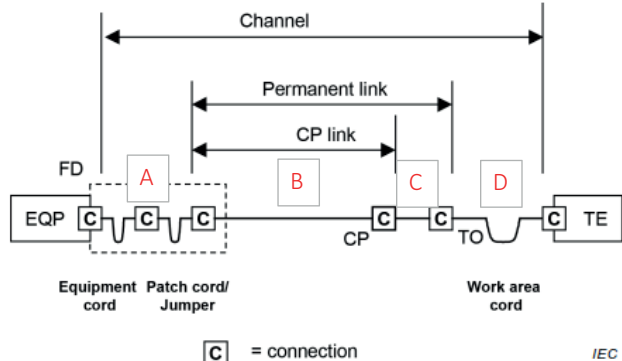 Channel
Permanent link
CP link
FD
A
B
C
D
EQP
C
C
C
C
C
C
TE
CP
TO
Equipment
cord
Patch cord/
Jumper
Work area
cord
C = connection
IEC